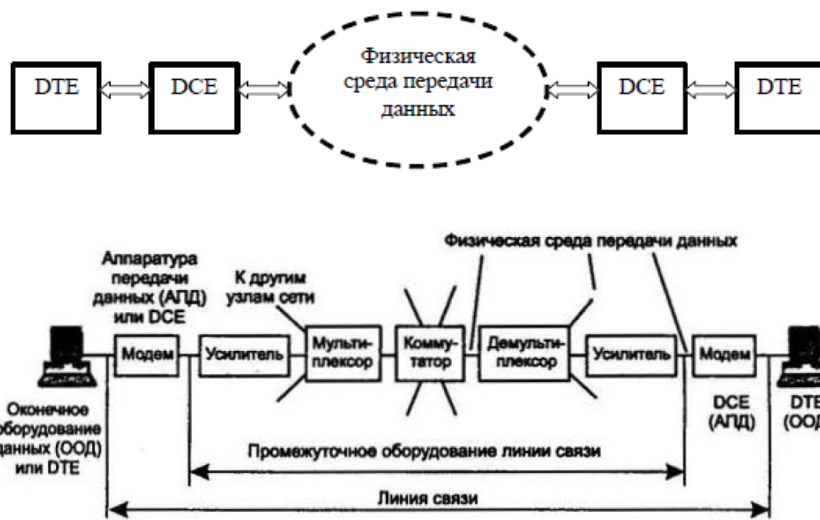 DTE
DCE
Физическая
среда передачи
данных
DCE
DTE
Физическая среда передачи данных
Аппаратура
передачи
данных (АПД)
или DCE
К другим
узлам сети
Модем
Усилитель
Мульти-
плексор
Комму-
татор
Демульти-
плексор
Усилитель
Модем
Оконечное
оборудование
данных (ООД)
или DTE
DCE
(АПД)
DTE
(ООД)
Промежуточное оборудование линии связи
Линия связи